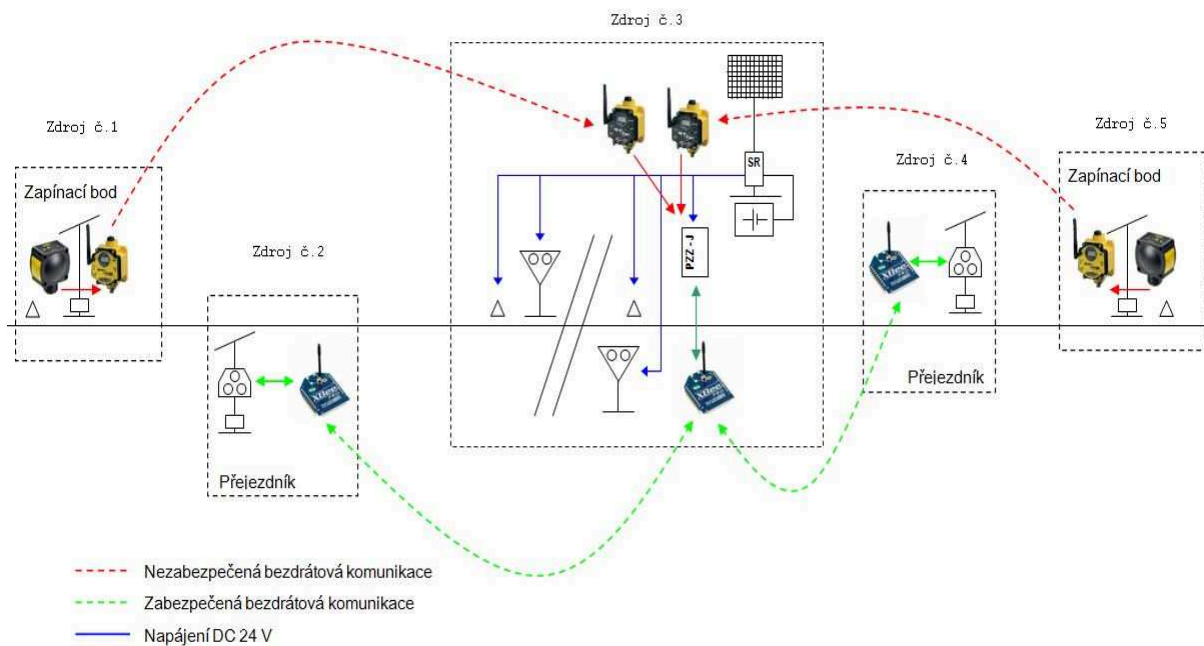 Zdroj č.3
Zdroj č.1
Zdroj č.5
Zdroj č.4
Zapínací bod
Zapínací bod
SR
Zdroj č.2
PZZ-J
Přejezdník
Přejezdník
Nezabezpečená bezdrátová komunikace
Zabezpečená bezdrátová komunikace
Napájení DC 24 V